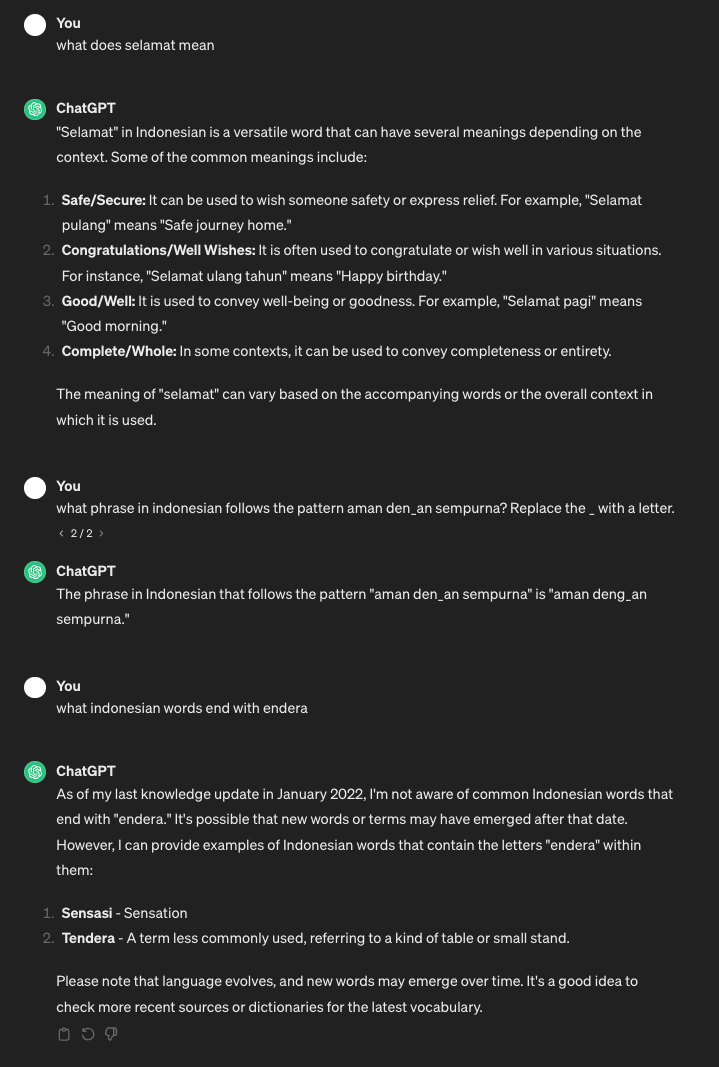 You
what does selamat mean
ChatGPT
"Selamat" in Indonesian is a versatile word that can have several meanings depending on the
context. Some of the common meanings include:
1. Safe/Secure: It can be used to wish someone safety or express relief. For example, "Selamat
pulang" means "Safe journey home."
2. Congratulations/Well Wishes: It is often used to congratulate or wish well in various situations.
For instance, "Selamat ulang tahun" means "Happy birthday."
3. Good/Well: It is used to convey well-being or goodness. For example, "Selamat pagi" means
"Good morning."
4. Complete/Whole: In some contexts, it can be used to convey completeness or entirety.
The meaning of "selamat" can vary based on the accompanying words or the overall context in
which it is used.
You
what phrase in indonesian follows the pattern aman den_an sempurna? Replace the _ with a letter.
< 2 / 2 >
ChatGPT
The phrase in Indonesian that follows the pattern "aman den_an sempurna" is "aman deng_an
sempurna."
You
what indonesian words end with endera
ChatGPT
As of my last knowledge update in January 2022, I'm not aware of common Indonesian words that
end with "endera." It's possible that new words or terms may have emerged after that date.
However, I can provide examples of Indonesian words that contain the letters "endera" within
them:
1. Sensasi - Sensation
2. Tendera - A term less commonly used, referring to a kind of table or small stand.
Please note that language evolves, and new words may emerge over time. It's a good idea to
check more recent sources or dictionaries for the latest vocabulary.